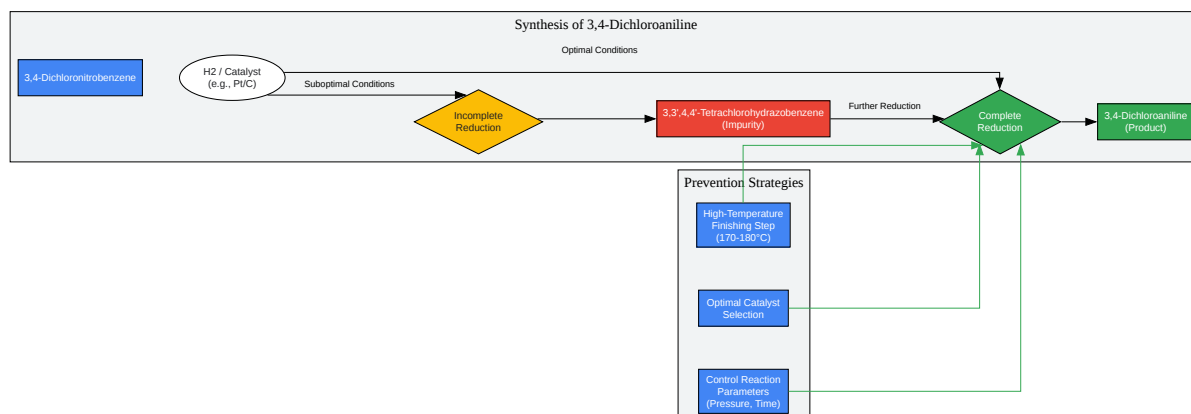 Synthesis of 3,4-Dichloroaniline
Optimal Conditions
3,4-Dichloronitrobenzene
H2 / Catalyst
(e.g., Pt/C)
Suboptimal Conditions
Incomplete
Reduction
3,3',4,4'-Tetrachlorohydrazobenzene
(Impurity)
Further Reduction
Complete
Reduction
3,4-Dichloroaniline
(Product)
Prevention Strategies
High-Temperature
Finishing Step
(170-180°C)
Optimal Catalyst
Selection
Control Reaction
Parameters
(Pressure, Time)